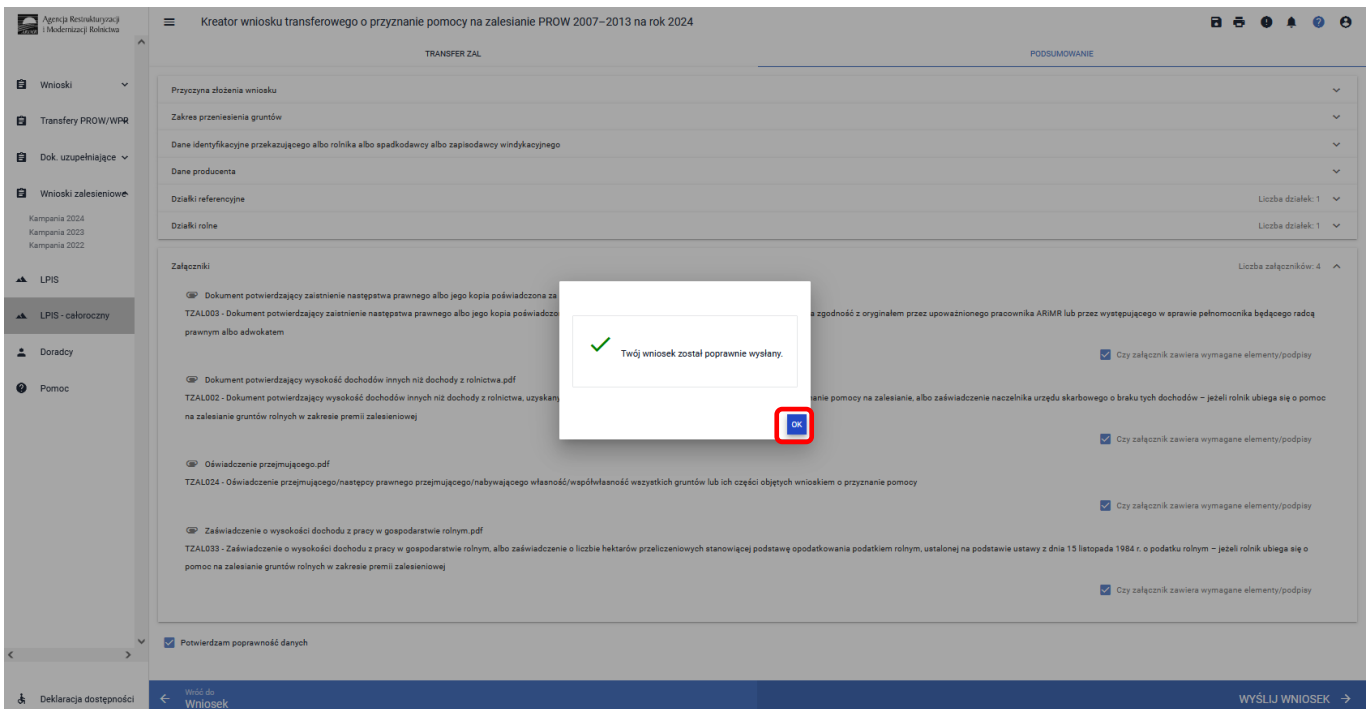 Agencja Restrukturyzacji
i Modernizacji Rolnictwa
Kreator wniosku transferowego o przyznanie pomocy na zalesianie PROW 2007–2013 na rok 2024
TRANSFER ZAL
PODSUMOWANIE
Wnioski
Transfery PROW/WPR
Dok. uzupełniające
Wnioski zalesieniowe
Kampania 2024
Kampania 2023
Kampania 2022
LPIS
LPIS - całoroczny
Doradcy
Pomoc
Deklaracja dostępności
Przyczyna złożenia wniosku
Zakres przeniesienia gruntów
Dane identyfikacyjne przekazującego albo rolnika albo spadkodawcy albo zapisodawcy windykacyjnego
Dane producenta
Działki referencyjne Liczba działek: 1
Działki rolne Liczba działek: 1
Załączniki Liczba załączników: 4
Dokument potwierdzający zaistnienie następstwa prawnego albo jego kopia poświadczona za
TZAL003 - Dokument potwierdzający zaistnienie następstwa prawnego albo jego kopia poświadczo a zgodność z oryginałem przez upoważnionego pracownika ARiMR lub przez występującego w sprawie pełnomocnika będącego radcą
prawnym albo adwokatem
Czy załącznik zawiera wymagane elementy/podpisy
Dokument potwierdzający wysokość dochodów innych niż dochody z rolnictwa.pdf
TZAL002 - Dokument potwierdzający wysokość dochodów innych niż dochody z rolnictwa, uzyskany nanie pomocy na zalesianie, albo zaświadczenie naczelnika urzędu skarbowego o braku tych dochodów – jeżeli rolnik ubiega się o pomoc
na zalesianie gruntów rolnych w zakresie premii zalesieniowej
Czy załącznik zawiera wymagane elementy/podpisy
Oświadczenie przejmującego.pdf
TZAL024 - Oświadczenie przejmującego/następcy prawnego przejmującego/nabywającego własność/współwłasność wszystkich gruntów lub ich części objętych wnioskiem o przyznanie pomocy
Czy załącznik zawiera wymagane elementy/podpisy
Zaświadczenie o wysokości dochodu z pracy w gospodarstwie rolnym.pdf
TZAL033 - Zaświadczenie o wysokości dochodu z pracy w gospodarstwie rolnym, albo zaświadczenie o liczbie hektarów przeliczeniowych stanowiącej podstawę opodatkowania podatkiem rolnym, ustalonej na podstawie ustawy z dnia 15 listopada 1984 r. o podatku rolnym – jeżeli rolnik ubiega się o
pomoc na zalesianie gruntów rolnych w zakresie premii zalesieniowej
Czy załącznik zawiera wymagane elementy/podpisy
Twój wniosek został poprawnie wysłany.
OK
Potwierdzam poprawność danych
Wróć do
Wniosek
WYŚLIJ WNIOSEK